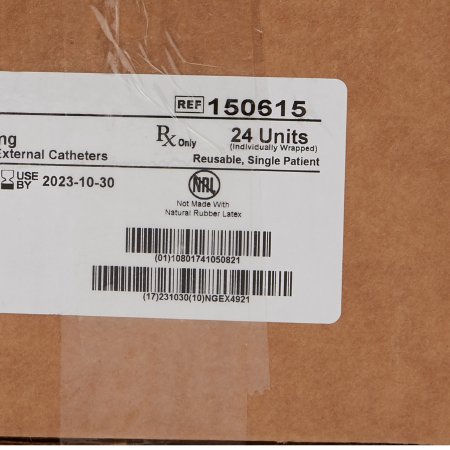 REF 150615
ng
External Catheters
Rx Only
24 Units
(Individually Wrapped)
Reusable, Single Patient
USE BY 2023-10-30
NRL
Not Made With
Natural Rubber Latex
(01)10801741050821
(17)231030(10)NGEX4921